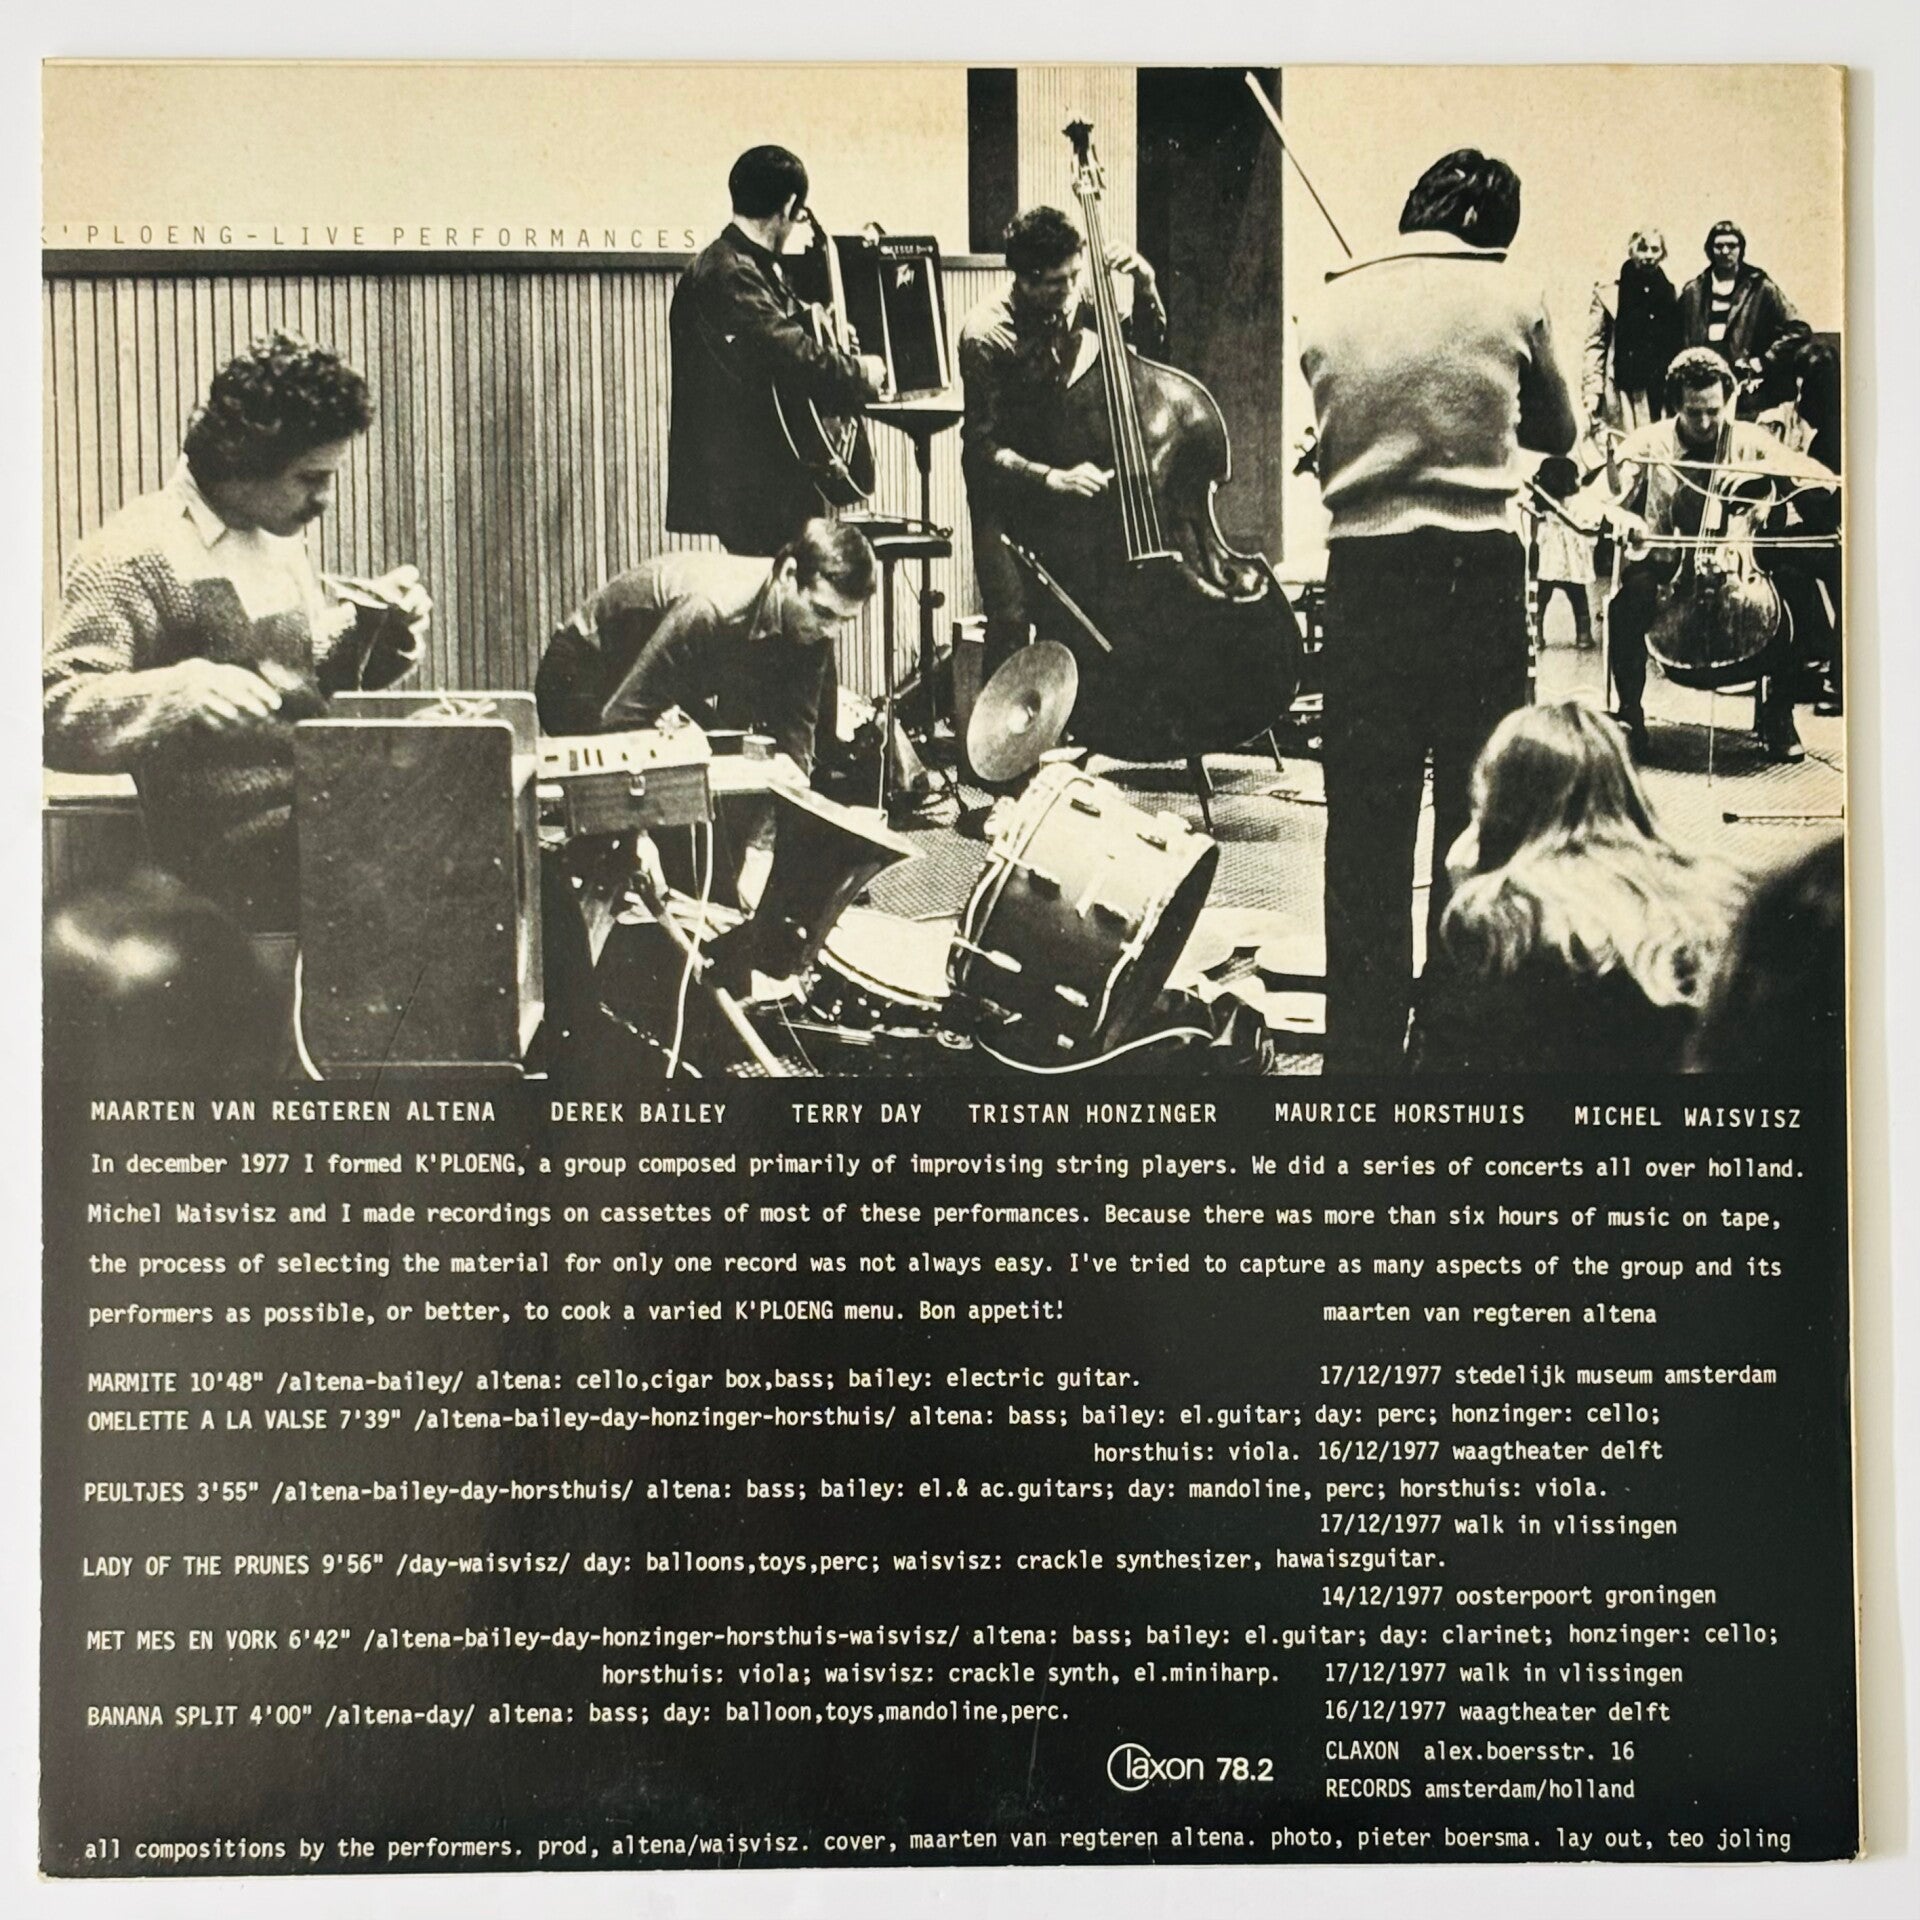 K'PLOENG-LIVE PERFORMANCES
MAARTEN VAN REGTEREN ALTENA DEREK BAILEY TERRY DAY TRISTAN HONZINGER MAURICE HORSTHUIS MICHEL WAISVISZ
In december 1977 I formed K'PLOENG, a group composed primarily of improvising string players. We did a series of concerts all over holland.
Michel Waisvisz and I made recordings on cassettes of most of these performances. Because there was more than six hours of music on tape,
the process of selecting the material for only one record was not always easy. I've tried to capture as many aspects of the group and its
performers as possible, or better, to cook a varied K'PLOENG menu. Bon appetit! maarten van regteren altena
MARMITE 10'48" /altena-bailey/ altena: cello,cigar box,bass; bailey: electric guitar. 17/12/1977 stedelijk museum amsterdam
OMELETTE A LA VALSE 7'39" /altena-bailey-day-honzinger-horsthuis/ altena: bass; bailey: el.guitar; day: perc; honzinger: cello;
horsthuis: viola. 16/12/1977 waagtheater delft
PEULTJES 3'55" /altena-bailey-day-horsthuis/ altena: bass; bailey: el.& ac.guitars; day: mandoline, perc; horsthuis: viola.
17/12/1977 walk in vlissingen
LADY OF THE PRUNES 9'56" /day-waisvisz/ day: balloons,toys,perc; waisvisz: crackle synthesizer, hawaiszguitar.
14/12/1977 oosterpoort groningen
MET MES EN VORK 6'42" /altena-bailey-day-honzinger-horsthuis-waisvisz/ altena: bass; bailey: el.guitar; day: clarinet; honzinger: cello;
horsthuis: viola; waisvisz: crackle synth, el.miniharp. 17/12/1977 walk in vlissingen
BANANA SPLIT 4'00" /altena-day/ altena: bass; day: balloon,toys,mandoline,perc. 16/12/1977 waagtheater delft
Claxon 78.2 CLAXON alex.boersstr. 16
RECORDS amsterdam/holland
all compositions by the performers. prod, altena/waisvisz. cover, maarten van regteren altena. photo, pieter boersma. lay out, teo joling